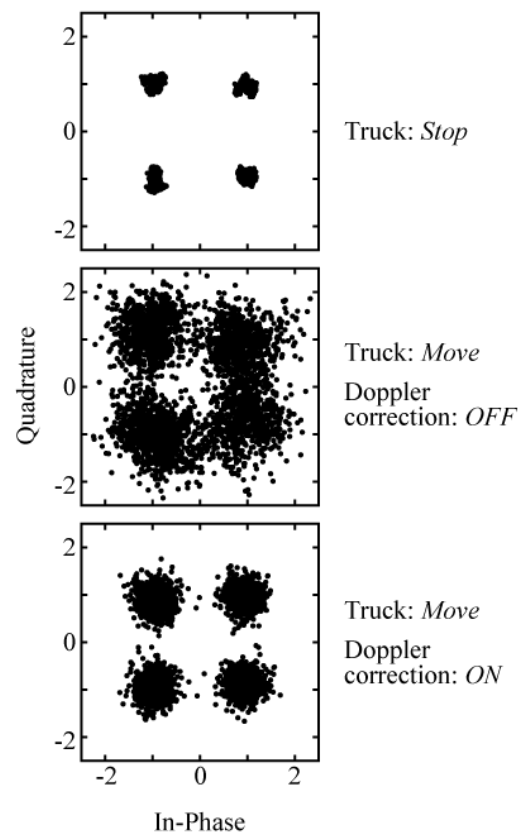 2
0
-2
Truck: Stop
Quadrature
2
0
-2
Truck: Move
Doppler
correction: OFF
2
0
-2
Truck: Move
Doppler
correction: ON
-2 0 2
In-Phase